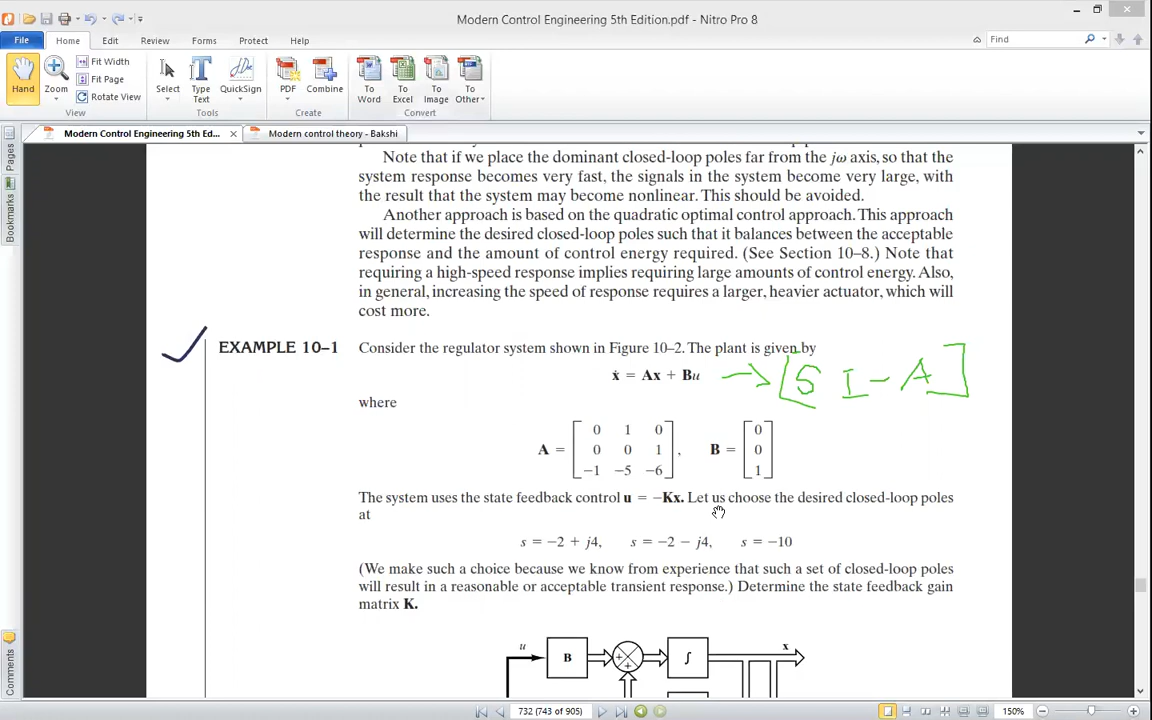 Modern Control Engineering 5th Edition.pdf - Nitro Pro 8
File Home Edit Review Forms Protect Help Find
Hand Zoom Fit Width Fit Page Rotate View Select Type Text QuickSign PDF Combine To Word To Excel To Image To Other
View Tools Create Convert
Modern Control Engineering 5th Ed... x Modern control theory - Bakshi
Pages
Bookmarks
Comments
Note that if we place the dominant closed-loop poles far from the jω axis, so that the
system response becomes very fast, the signals in the system become very large, with
the result that the system may become nonlinear. This should be avoided.
Another approach is based on the quadratic optimal control approach. This approach
will determine the desired closed-loop poles such that it balances between the acceptable
response and the amount of control energy required. (See Section 10–8.) Note that
requiring a high-speed response implies requiring large amounts of control energy. Also,
in general, increasing the speed of response requires a larger, heavier actuator, which will
cost more.
EXAMPLE 10–1 Consider the regulator system shown in Figure 10–2. The plant is given by
ẋ = Ax + Bu → [S I - A]
where
A = [0 1 0
0 0 1
−1 −5 −6], B = [0
0
1]
The system uses the state feedback control u = −Kx. Let us choose the desired closed-loop poles
at
s = −2 + j4, s = −2 − j4, s = −10
(We make such a choice because we know from experience that such a set of closed-loop poles
will result in a reasonable or acceptable transient response.) Determine the state feedback gain
matrix K.
u B + + ∫ x
732 (743 of 905) 150%